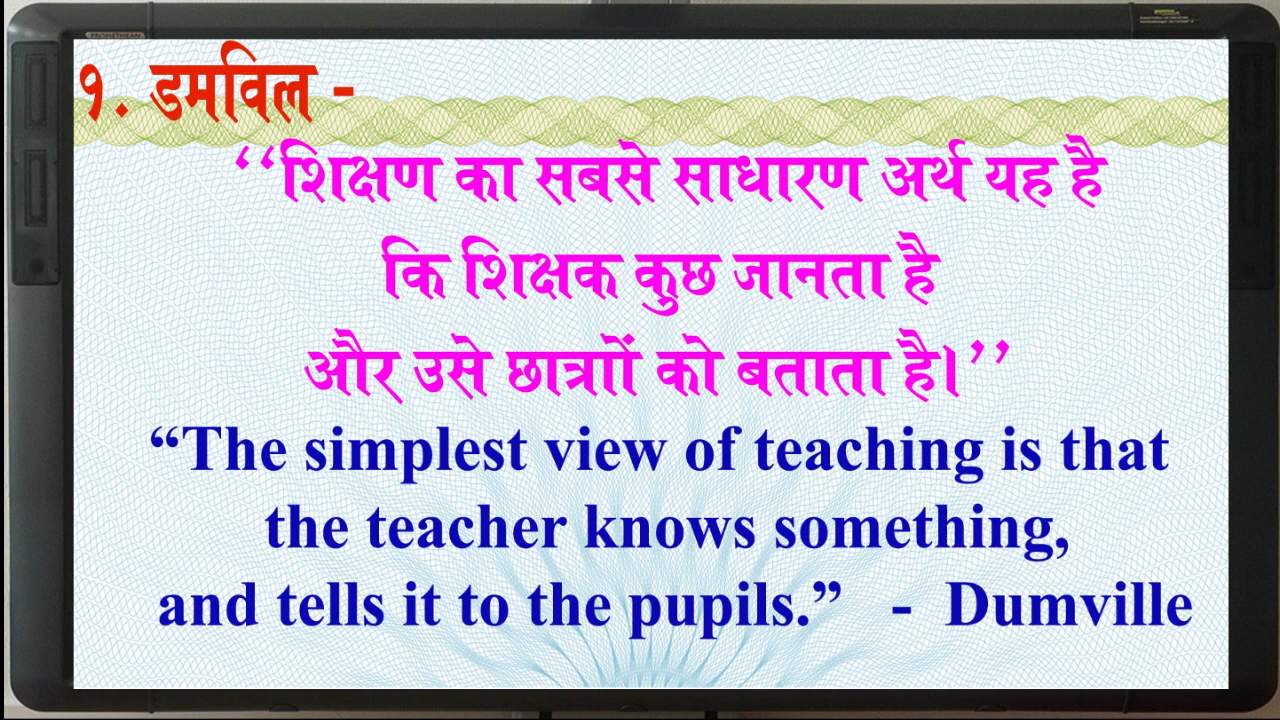 PROMETHEAN
१. डमविल -
‘‘शिक्षण का सबसे साधारण अर्थ यह है
कि शिक्षक कुछ जानता है
और उसे छात्राों को बताता है।’’
“The simplest view of teaching is that
the teacher knows something,
and tells it to the pupils.” - Dumville